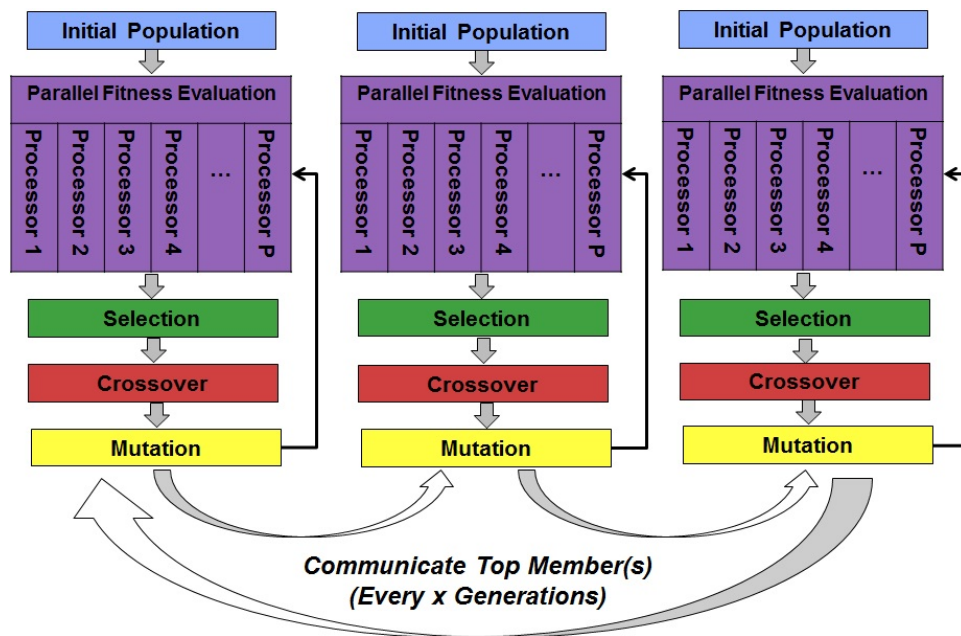 Initial Population
Parallel Fitness Evaluation
Processor 1
Processor 2
Processor 3
Processor 4
...
Processor P
Selection
Crossover
Mutation
Initial Population
Parallel Fitness Evaluation
Processor 1
Processor 2
Processor 3
Processor 4
...
Processor P
Selection
Crossover
Mutation
Initial Population
Parallel Fitness Evaluation
Processor 1
Processor 2
Processor 3
Processor 4
...
Processor P
Selection
Crossover
Mutation
Communicate Top Member(s)
(Every x Generations)